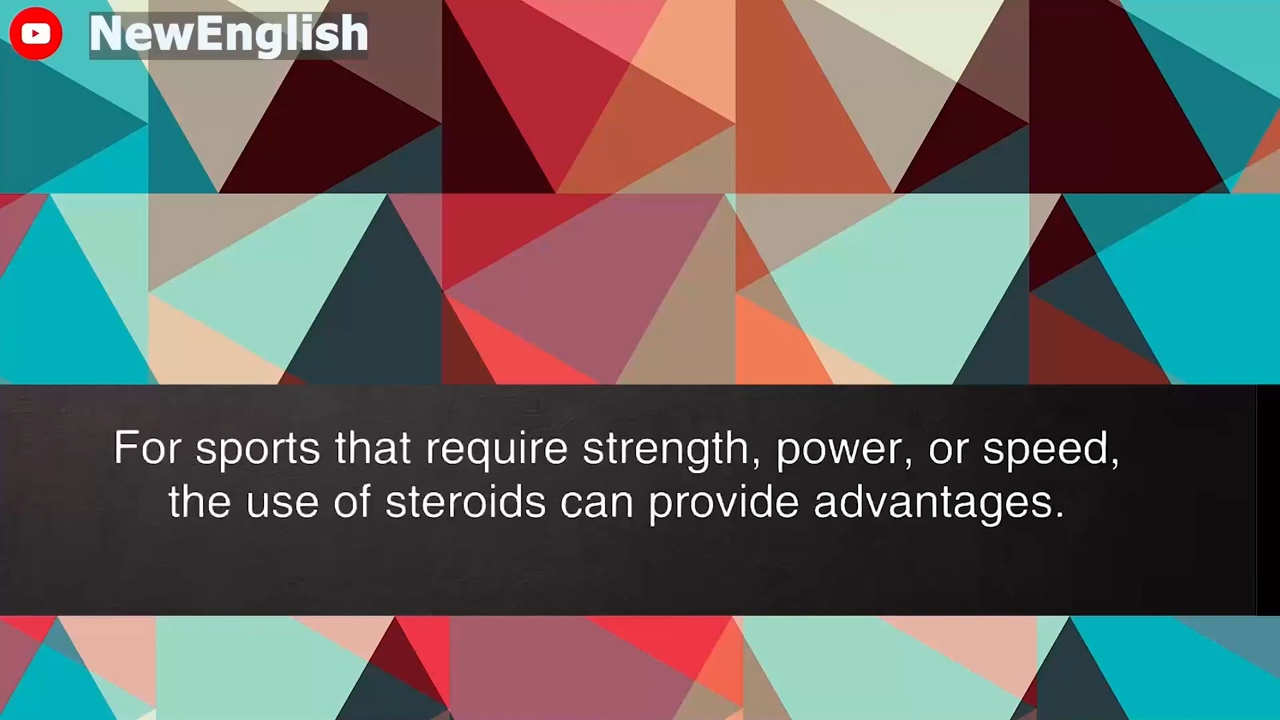 NewEnglish
For sports that require strength, power, or speed,
the use of steroids can provide advantages.